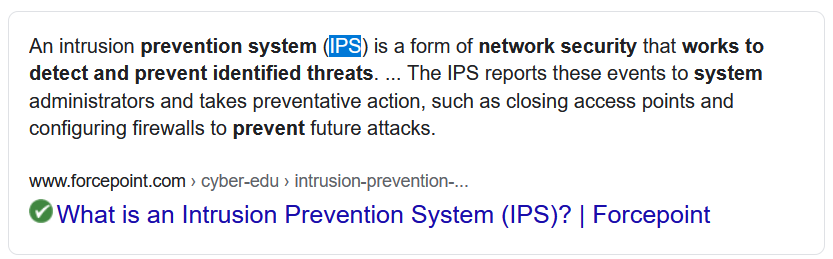 An intrusion prevention system (IPS) is a form of network security that works to
detect and prevent identified threats. ... The IPS reports these events to system
administrators and takes preventative action, such as closing access points and
configuring firewalls to prevent future attacks.
www.forcepoint.com › cyber-edu › intrusion-prevention-...
What is an Intrusion Prevention System (IPS)? | Forcepoint